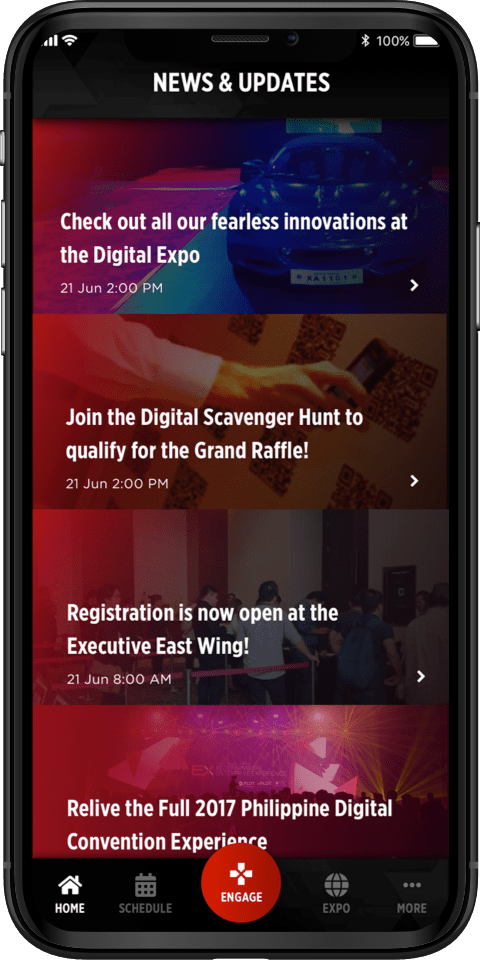 100%
NEWS & UPDATES
XA1101
Check out all our fearless innovations at
the Digital Expo
21 Jun 2:00 PM
Join the Digital Scavenger Hunt to
qualify for the Grand Raffle!
21 Jun 2:00 PM
Registration is now open at the
Executive East Wing!
21 Jun 8:00 AM
Relive the Full 2017 Philippine Digital
Convention Experience
HOME
SCHEDULE
ENGAGE
EXPO
MORE